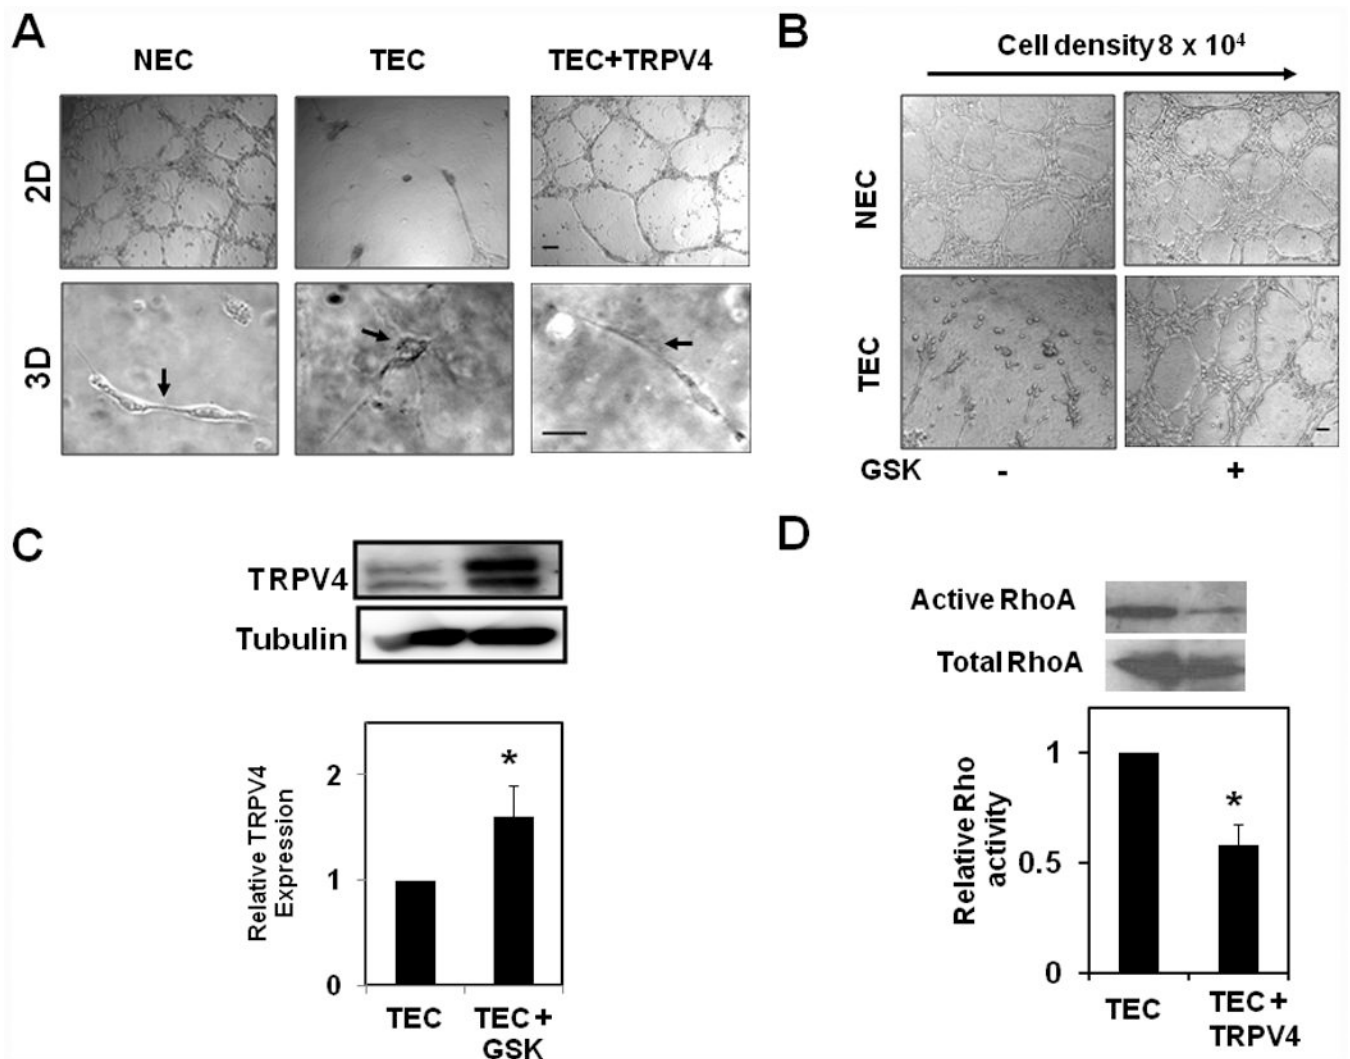 A
NEC TEC TEC+TRPV4
2D
3D
B
Cell density 8 x 10⁴
NEC
TEC
GSK - +
C
TRPV4
Tubulin
Relative TRPV4
Expression
2
1
0
*
TEC TEC +
GSK
D
Active RhoA
Total RhoA
Relative Rho
activity
1
0.5
0
*
TEC TEC +
TRPV4